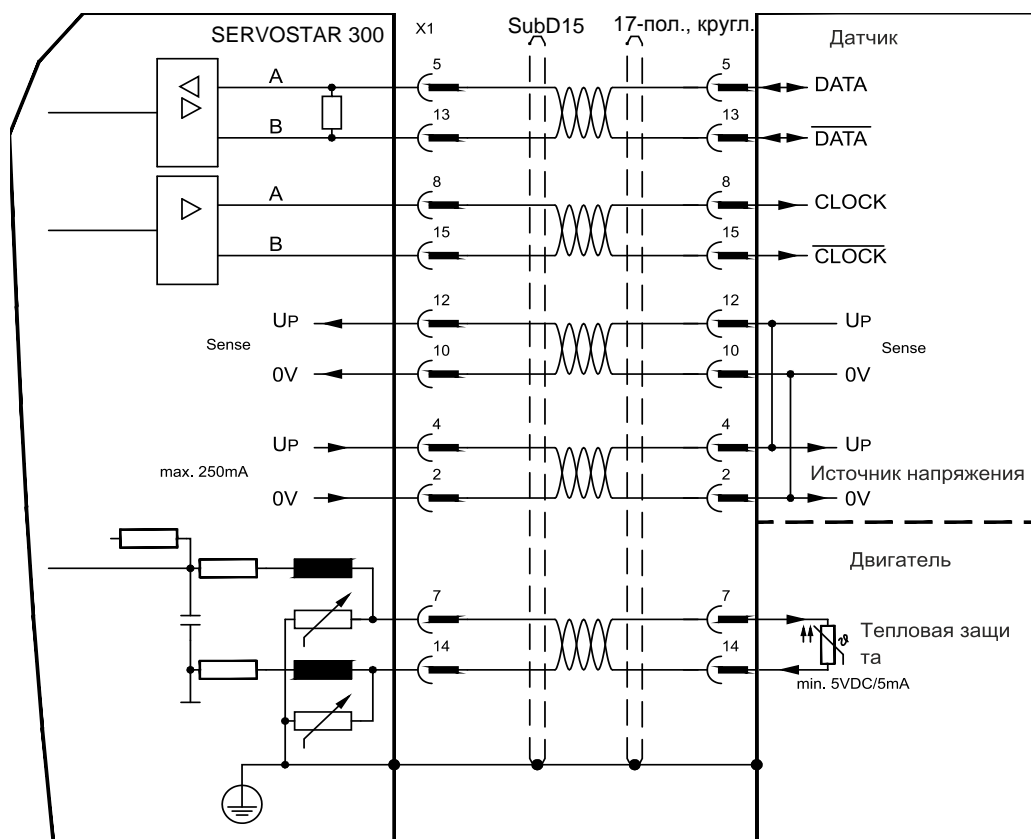 SERVOSTAR 300 X1 SubD15 17-пол., кругл. Датчик
A 5 5 DATA
B 13 13 DATA
A 8 8 CLOCK
B 15 15 CLOCK
UP 12 12 UP
Sense Sense
0V 10 10 0V
UP 4 4 UP
max. 250mA Источник напряжения
0V 2 2 0V
Двигатель
7 7
ϑ Тепловая защи
та
14 14
min. 5VDC/5mA